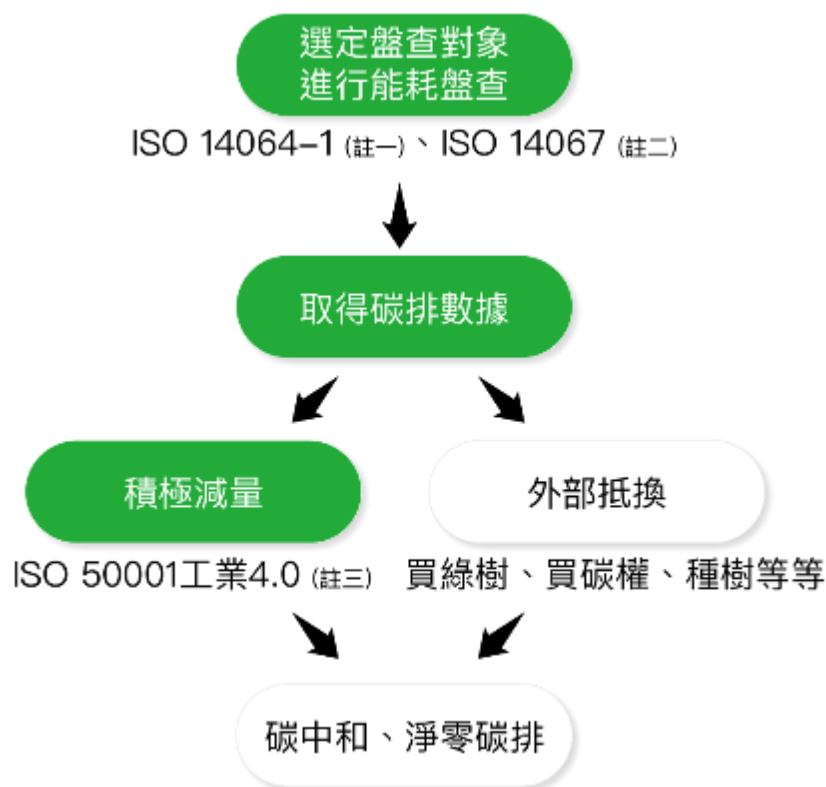 選定盤查對象
進行能耗盤查
ISO 14064-1 (註一)、ISO 14067 (註二)
取得碳排數據
積極減量
外部抵換
ISO 50001工業4.0 (註三)
買綠樹、買碳權、種樹等等
碳中和、淨零碳排